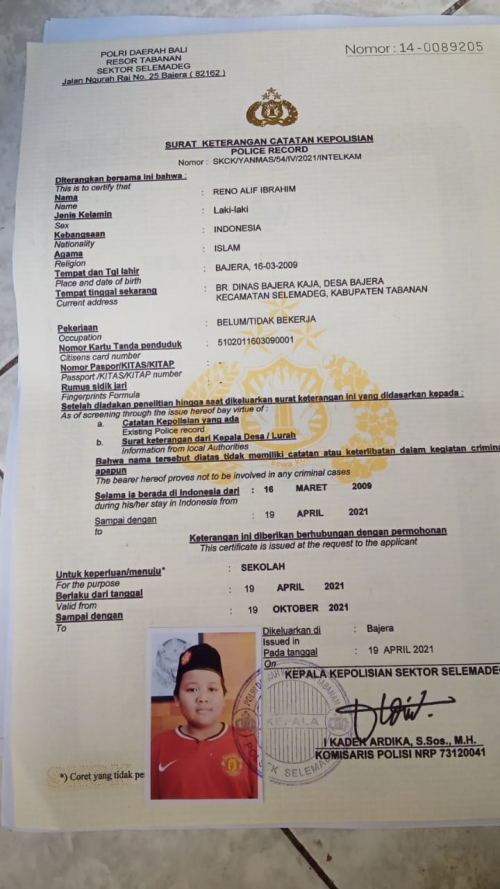 POLRI DAERAH BALI
RESOR TABANAN
SEKTOR SELEMADEG
Jalan Ngurah Rai No. 25 Bajera ( 82162 )
Nomor : 14-0089205
SURAT KETERANGAN CATATAN KEPOLISIAN
POLICE RECORD
Nomor : SKCK/YANMAS/54/IV/2021/INTELKAM
Diterangkan bersama ini bahwa :
This is to certify that
Nama : RENO ALIF IBRAHIM
Name
Jenis Kelamin : Laki-laki
Sex
Kebangsaan : INDONESIA
Nationality
Agama : ISLAM
Religion
Tempat dan Tgl lahir : BAJERA, 16-03-2009
Place and date of birth
Tempat tinggal sekarang : BR. DINAS BAJERA KAJA, DESA BAJERA
Current address KECAMATAN SELEMADEG, KABUPATEN TABANAN
Pekerjaan : BELUM/TIDAK BEKERJA
Occupation
Nomor Kartu Tanda penduduk : 5102011603090001
Citizens card number
Nomor Paspor/KITAS/KITAP : -
Passport /KITAS/KITAP number
Rumus sidik jari : -
Fingerprints Formula
Setelah diadakan penelitian hingga saat dikeluarkan surat keterangan ini yang didasarkan kepada :
As of screening through the issue hereof bay virtue of :
a. Catatan Kepolisian yang ada
Existing Police record
b. Surat keterangan dari Kepala Desa / Lurah
Information from local Authorities
Bahwa nama tersebut diatas tidak memiliki catatan atau keterlibatan dalam kegiatan crimina
apapun
The bearer hereof proves not to be involved in any criminal cases
Selama ia berada di Indonesia dari : 16 MARET 2009
during his/her stay in Indonesia from
Sampai dengan : 19 APRIL 2021
to
Keterangan ini diberikan berhubungan dengan permohonan
This certificate is issued at the request to the applicant
Untuk keperluan/menuju* : SEKOLAH
For the purpose
Berlaku dari tanggal : 19 APRIL 2021
Valid from
Sampai dengan : 19 OKTOBER 2021
To
Dikeluarkan di : Bajera
Issued in
Pada tanggal : 19 APRIL 2021
On
KEPALA KEPOLISIAN SEKTOR SELEMADE
KEPALA
SELEMADE
I KADEK ARDIKA, S.Sos., M.H.
KOMISARIS POLISI NRP 73120041
*) Coret yang tidak pe